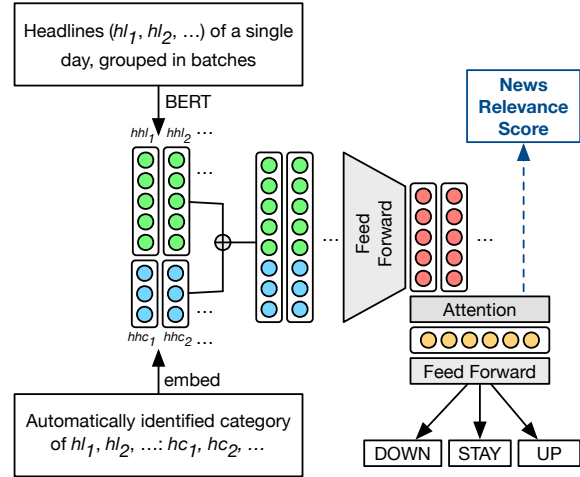 Headlines (hl1, hl2, …) of a single
day, grouped in batches
BERT
hhl1 hhl2 …
…
…
hhc1 hhc2 …
embed
Automatically identified category
of hl1, hl2, …: hc1, hc2, …
…
Feed
Forward
…
News
Relevance
Score
Attention
Feed Forward
DOWN STAY UP